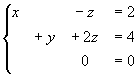 x − z = 2
+ y + 2z = 4
0 = 0